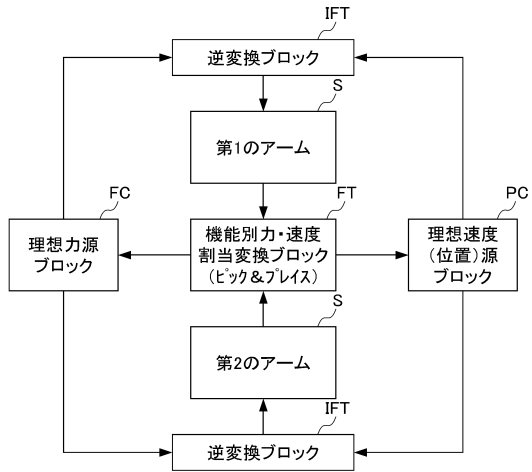 IFT
逆変換ブロック
S
第1のアーム
FC
理想力源
ブロック
FT
機能別力・速度
割当変換ブロック
(ﾋﾟｯｸ＆ﾌﾟﾚｲｽ)
PC
理想速度
(位置)源
ブロック
S
第2のアーム
IFT
逆変換ブロック